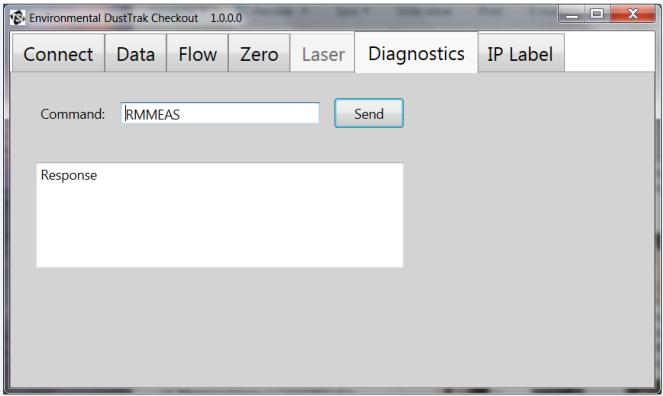 Environmental DustTrak Checkout 1.0.0.0
Connect Data Flow Zero Laser Diagnostics IP Label
Command: RMMEAS Send
Response